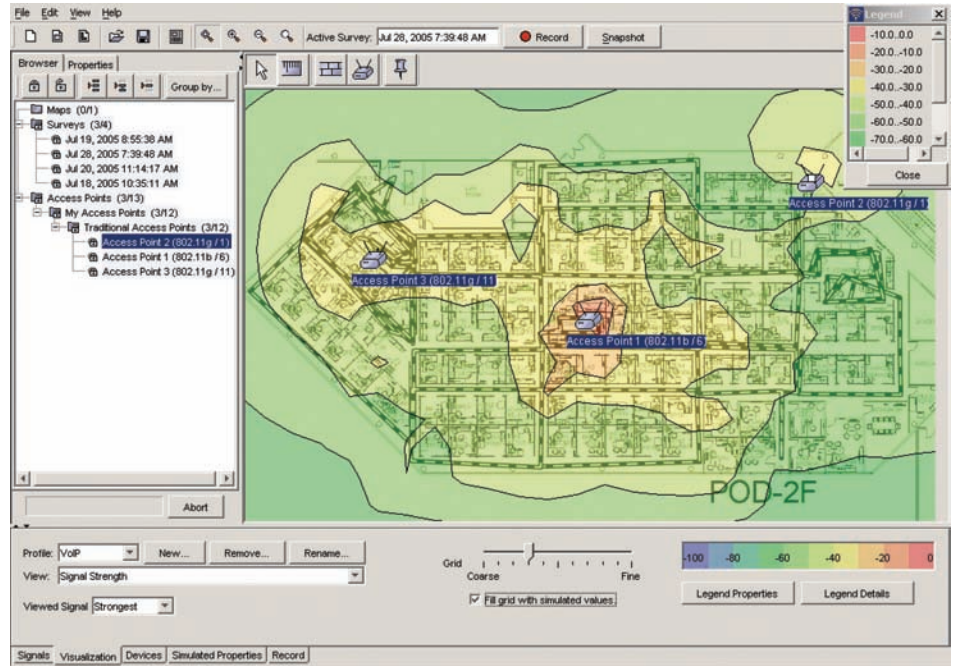 File Edit View Help
Active Survey: Jul 28, 2005 7:39:48 AM Record Snapshot
Browser Properties
Group by...
Maps (0/1)
Surveys (3/4)
Jul 19, 2005 8:55:38 AM
Jul 28, 2005 7:39:48 AM
Jul 20, 2005 11:14:17 AM
Jul 18, 2005 10:35:11 AM
Access Points (3/13)
My Access Points (3/12)
Traditional Access Points (3/12)
Access Point 2 (802.11g / 1)
Access Point 1 (802.11b / 6)
Access Point 3 (802.11g / 11)
Abort
Legend
-10.0..0.0
-20.0..-10.0
-30.0..-20.0
-40.0..-30.0
-50.0..-40.0
-60.0..-50.0
-70.0..-60.0
Close
Access Point 2 (802.11g / 1
Access Point 3 (802.11g / 11
Access Point 1 (802.11b / 6
POD-2F
Profile: VoIP New... Remove... Rename...
View: Signal Strength
Viewed Signal Strongest
Grid
Coarse Fine
Fill grid with simulated values
-100 -80 -60 -40 -20 0
Legend Properties Legend Details
Signals Visualization Devices Simulated Properties Record